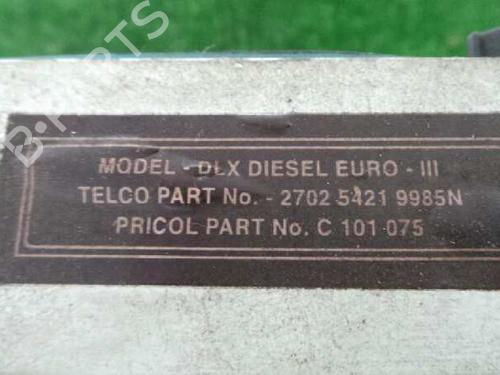 B-PARTS
MODEL - DLX DIESEL EURO - III
TELCO PART No. - 2702 5421 9985N
PRICOL PART No. C 101 075